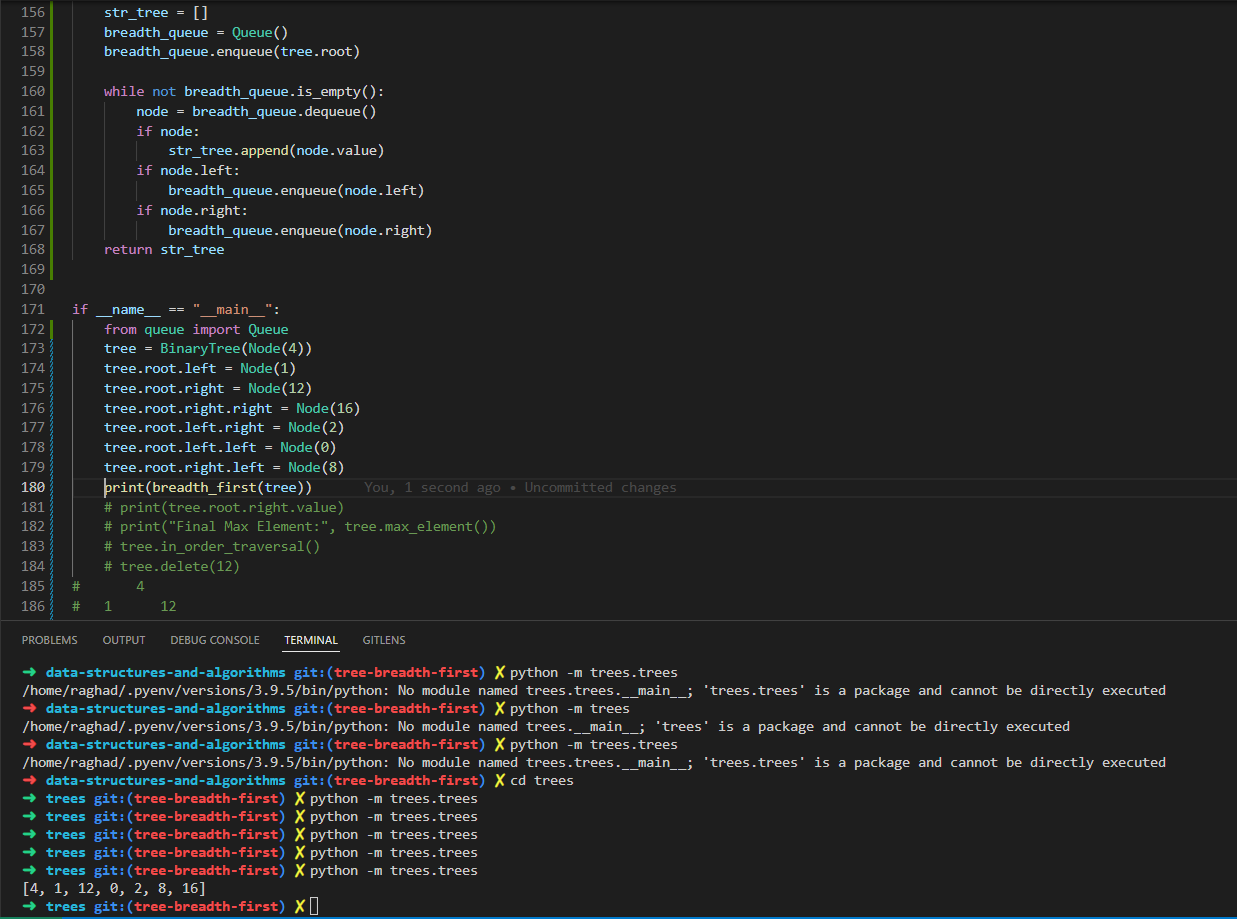 156 str_tree = []
157 breadth_queue = Queue()
158 breadth_queue.enqueue(tree.root)
159
160 while not breadth_queue.is_empty():
161 node = breadth_queue.dequeue()
162 if node:
163 str_tree.append(node.value)
164 if node.left:
165 breadth_queue.enqueue(node.left)
166 if node.right:
167 breadth_queue.enqueue(node.right)
168 return str_tree
169
170
171 if __name__ == "__main__":
172 from queue import Queue
173 tree = BinaryTree(Node(4))
174 tree.root.left = Node(1)
175 tree.root.right = Node(12)
176 tree.root.right.right = Node(16)
177 tree.root.left.right = Node(2)
178 tree.root.left.left = Node(0)
179 tree.root.right.left = Node(8)
180 print(breadth_first(tree)) You, 1 second ago • Uncommitted changes
181 # print(tree.root.right.value)
182 # print("Final Max Element:", tree.max_element())
183 # tree.in_order_traversal()
184 # tree.delete(12)
185 # 4
186 # 1 12
PROBLEMS OUTPUT DEBUG CONSOLE TERMINAL GITLENS
➜ data-structures-and-algorithms git:(tree-breadth-first) ✗ python -m trees.trees
/home/raghad/.pyenv/versions/3.9.5/bin/python: No module named trees.trees.__main__; 'trees.trees' is a package and cannot be directly executed
➜ data-structures-and-algorithms git:(tree-breadth-first) ✗ python -m trees
/home/raghad/.pyenv/versions/3.9.5/bin/python: No module named trees.__main__; 'trees' is a package and cannot be directly executed
➜ data-structures-and-algorithms git:(tree-breadth-first) ✗ python -m trees.trees
/home/raghad/.pyenv/versions/3.9.5/bin/python: No module named trees.trees.__main__; 'trees.trees' is a package and cannot be directly executed
➜ data-structures-and-algorithms git:(tree-breadth-first) ✗ cd trees
➜ trees git:(tree-breadth-first) ✗ python -m trees.trees
➜ trees git:(tree-breadth-first) ✗ python -m trees.trees
➜ trees git:(tree-breadth-first) ✗ python -m trees.trees
➜ trees git:(tree-breadth-first) ✗ python -m trees.trees
➜ trees git:(tree-breadth-first) ✗ python -m trees.trees
[4, 1, 12, 0, 2, 8, 16]
➜ trees git:(tree-breadth-first) ✗